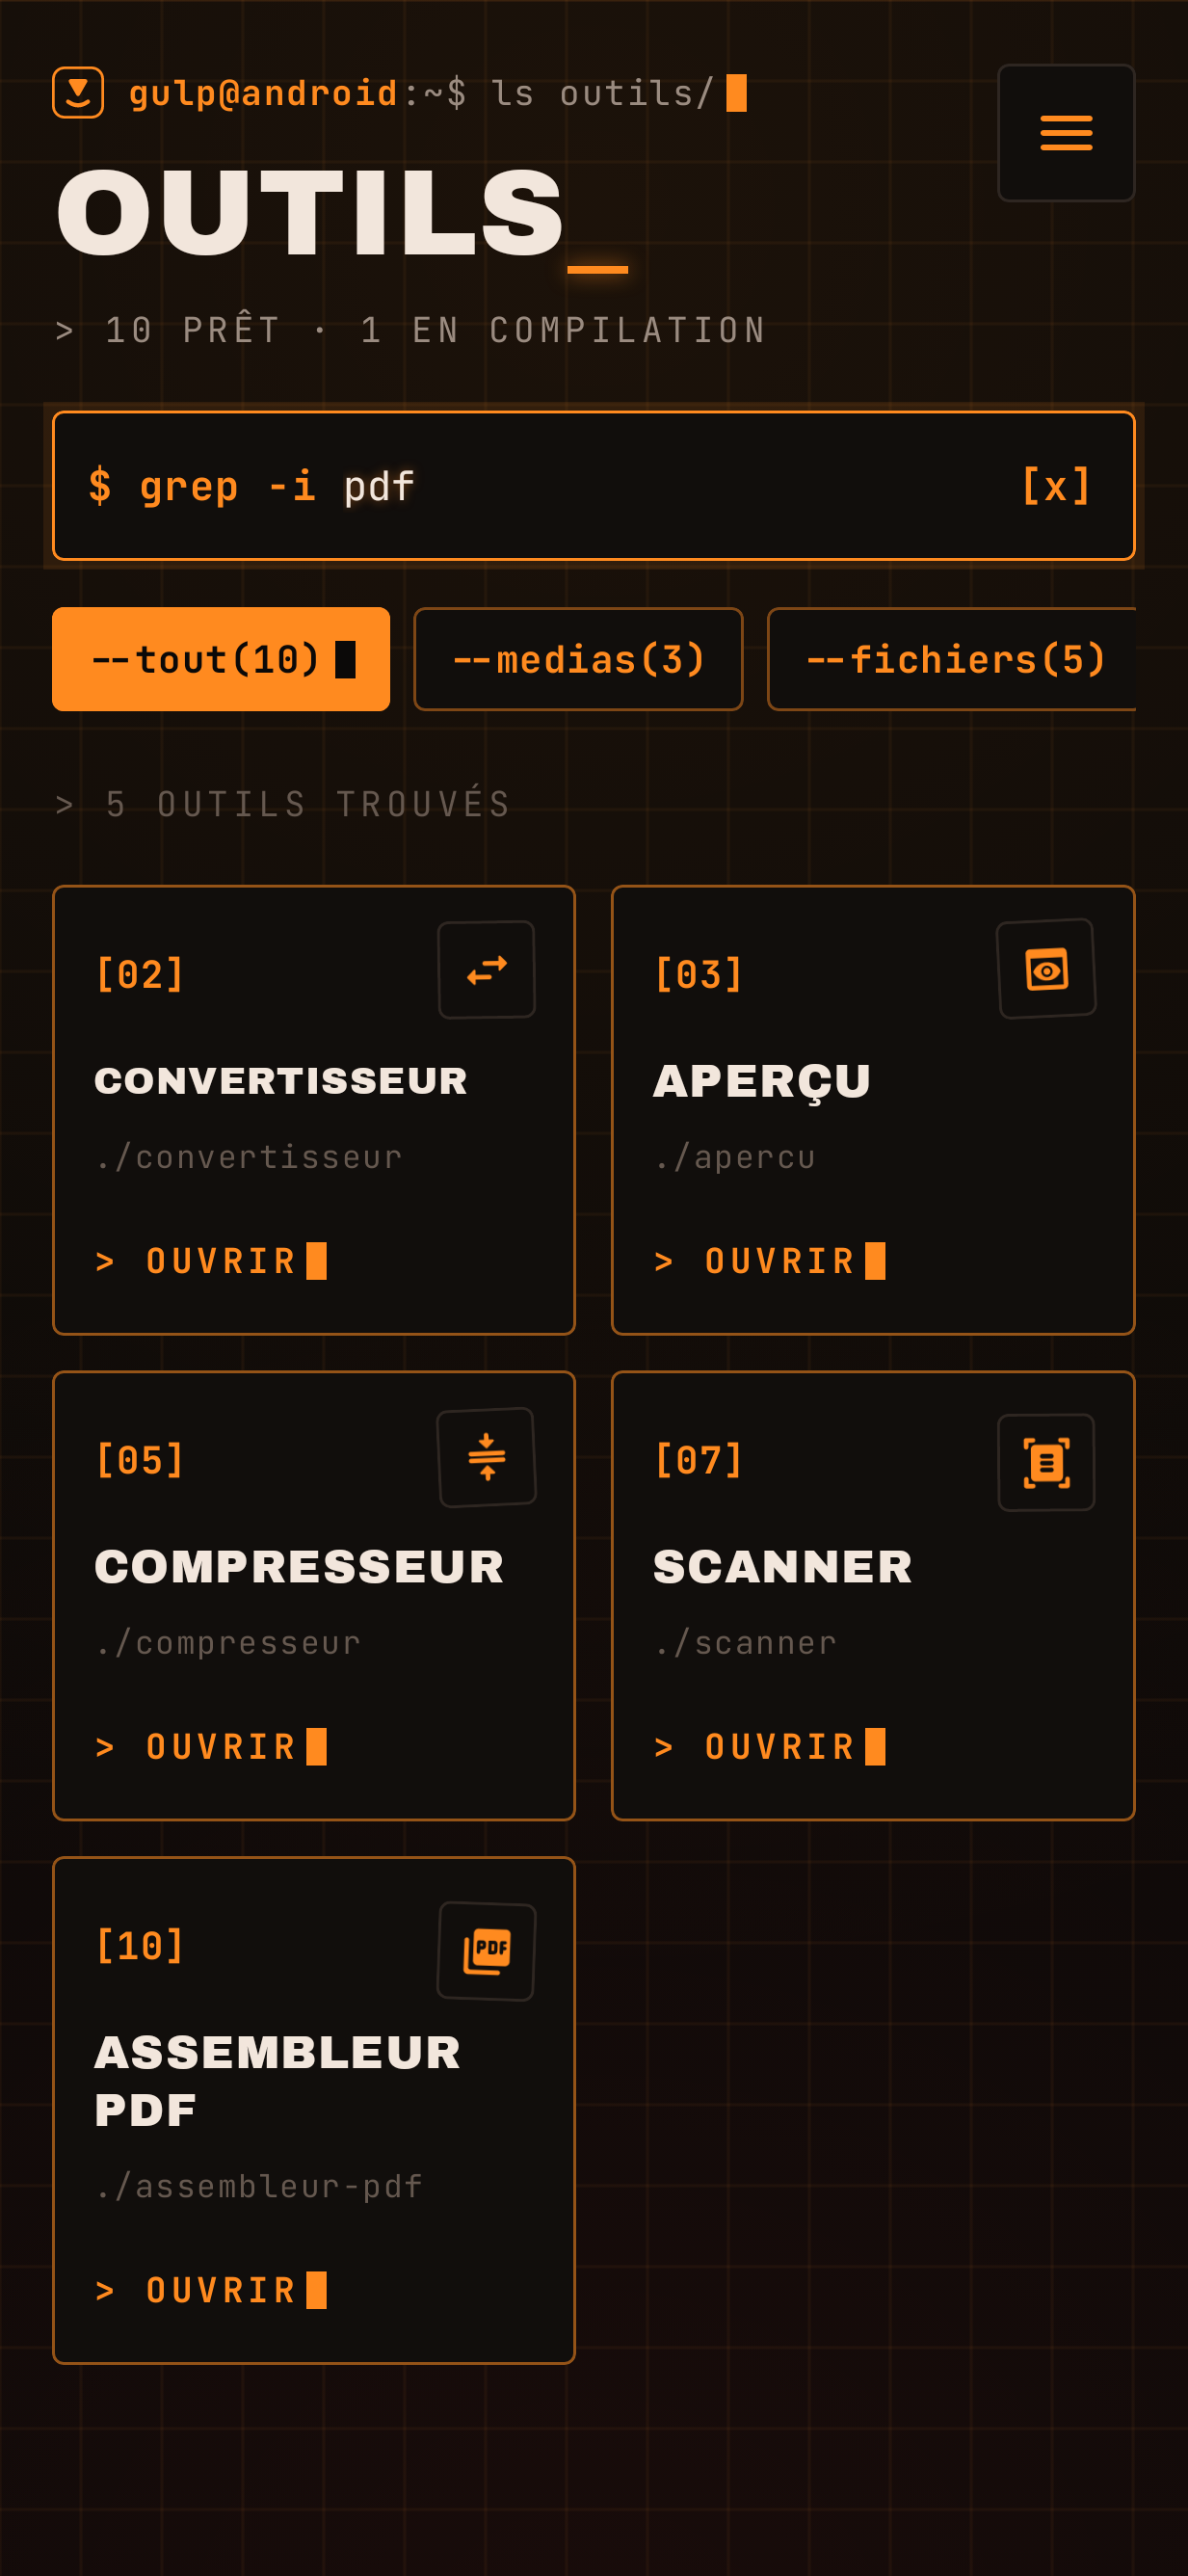 gulp@android:~$ ls outils/
OUTILS_
> 10 PRÊT · 1 EN COMPILATION
$ grep -i pdf [x]
--tout(10) --medias(3) --fichiers(5)
> 5 OUTILS TROUVÉS
[02]
CONVERTISSEUR
./convertisseur
> OUVRIR
[03]
APERÇU
./apercu
> OUVRIR
[05]
COMPRESSEUR
./compresseur
> OUVRIR
[07]
SCANNER
./scanner
> OUVRIR
[10]
PDF
ASSEMBLEUR
PDF
./assembleur-pdf
> OUVRIR